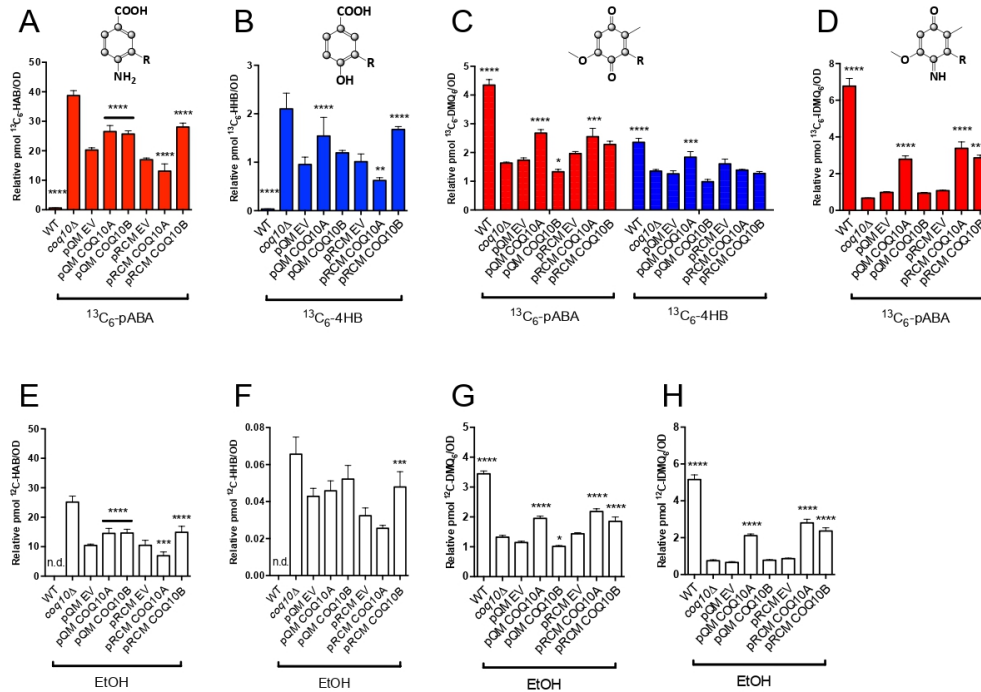 A
COOH
R
NH2
Relative pmol 13C6-HAB/OD
50
40
30
20
10
0
****
****
****
****
WT
coq10Δ
pQM EV
pQM COQ10A
pQM COQ10B
pRCM EV
pRCM COQ10A
pRCM COQ10B
13C6-pABA
B
COOH
R
OH
Relative pmol 13C6-HHB/OD
3
2
1
0
****
****
**
****
WT
coq10Δ
pQM EV
pQM COQ10A
pQM COQ10B
pRCM EV
pRCM COQ10A
pRCM COQ10B
13C6-4HB
C
O
O
R
O
Relative pmol 13C6-DMQ6/OD
5
4
3
2
1
0
****
****
*
***
****
***
WT
coq10Δ
pQM EV
pQM COQ10A
pQM COQ10B
pRCM EV
pRCM COQ10A
pRCM COQ10B
WT
coq10Δ
pQM EV
pQM COQ10A
pQM COQ10B
pRCM EV
pRCM COQ10A
pRCM COQ10B
13C6-pABA
13C6-4HB
D
O
O
R
NH
Relative pmol 13C6-IDMQ6/OD
8
6
4
2
0
****
****
****
WT
coq10Δ
pQM EV
pQM COQ10A
pQM COQ10B
pRCM EV
pRCM COQ10A
pRCM COQ10B
13C6-pABA
E
Relative pmol 12C-HAB/OD
50
40
30
20
10
0
n.d.
****
***
****
WT
coq10Δ
pQM EV
pQM COQ10A
pQM COQ10B
pRCM EV
pRCM COQ10A
pRCM COQ10B
EtOH
F
Relative pmol 12C-HHB/OD
0.08
0.06
0.04
0.02
0.00
n.d.
***
WT
coq10Δ
pQM EV
pQM COQ10A
pQM COQ10B
pRCM EV
pRCM COQ10A
pRCM COQ10B
EtOH
G
Relative pmol 12C-DMQ6/OD
5
4
3
2
1
0
****
****
*
****
****
WT
coq10Δ
pQM EV
pQM COQ10A
pQM COQ10B
pRCM EV
pRCM COQ10A
pRCM COQ10B
EtOH
H
Relative pmol 12C-IDMQ6/OD
8
6
4
2
0
****
****
****
****
WT
coq10Δ
pQM EV
pQM COQ10A
pQM COQ10B
pRCM EV
pRCM COQ10A
pRCM COQ10B
EtOH